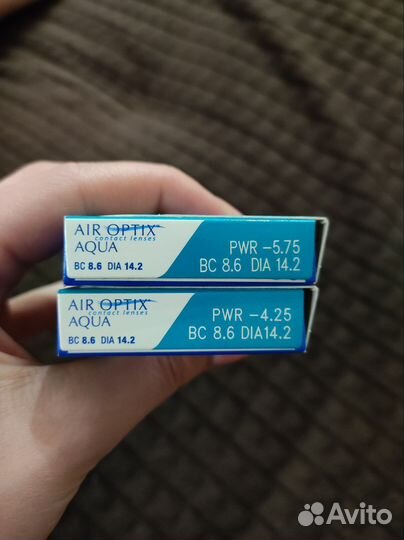 AIR OPTIX
contact lenses
AQUA
BC 8.6 DIA 14.2
PWR -5.75
BC 8.6 DIA 14.2
AIR OPTIX
contact lenses
AQUA
BC 8.6 DIA 14.2
PWR -4.25
BC 8.6 DIA14.2
Avito